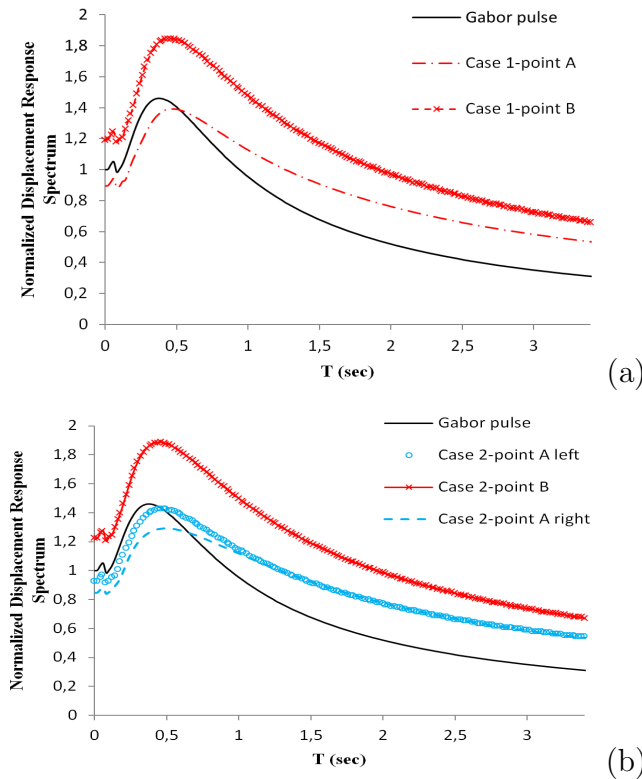 Normalized Displacement Response
Spectrum
2
1,8
1,6
1,4
1,2
1
0,8
0,6
0,4
0,2
0
0
0,5
1
1,5
2
2,5
3
T (sec)
Gabor pulse
Case 1-point A
Case 1-point B
(a)
Normalized Displacement Response
Spectrum
2
1,8
1,6
1,4
1,2
1
0,8
0,6
0,4
0,2
0
0
0,5
1
1,5
2
2,5
3
T (sec)
Gabor pulse
Case 2-point A left
Case 2-point B
Case 2-point A right
(b)